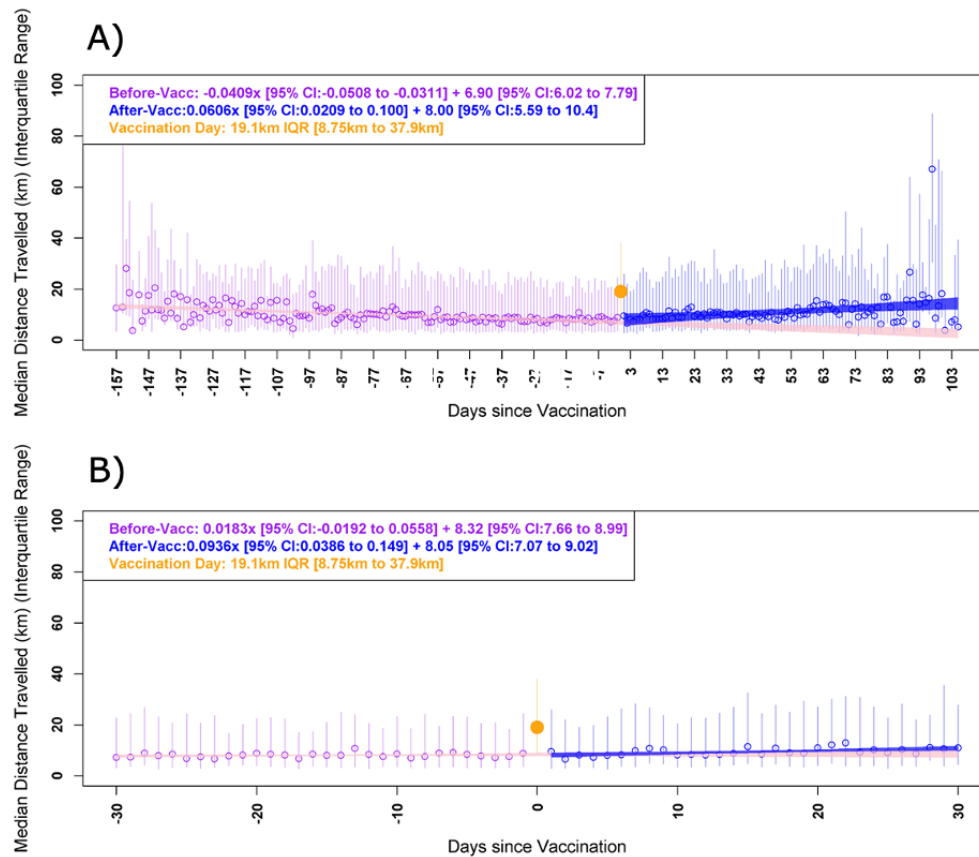 A)
Median Distance Travelled (km) (Interquartile Range)
100
80
60
40
20
0
Before-Vacc: -0.0409x [95% CI:-0.0508 to -0.0311] + 6.90 [95% CI:6.02 to 7.79]
After-Vacc:0.0606x [95% CI:0.0209 to 0.100] + 8.00 [95% CI:5.59 to 10.4]
Vaccination Day: 19.1km IQR [8.75km to 37.9km]
-157 -147 -137 -127 -117 -107 -97 -87 -77 -67 -47 -37 3 13 23 33 43 53 63 73 83 93 103
Days since Vaccination
B)
Median Distance Travelled (km) (Interquartile Range)
100
80
60
40
20
0
Before-Vacc: 0.0183x [95% CI:-0.0192 to 0.0558] + 8.32 [95% CI:7.66 to 8.99]
After-Vacc:0.0936x [95% CI:0.0386 to 0.149] + 8.05 [95% CI:7.07 to 9.02]
Vaccination Day: 19.1km IQR [8.75km to 37.9km]
-30 -20 -10 0 10 20 30
Days since Vaccination